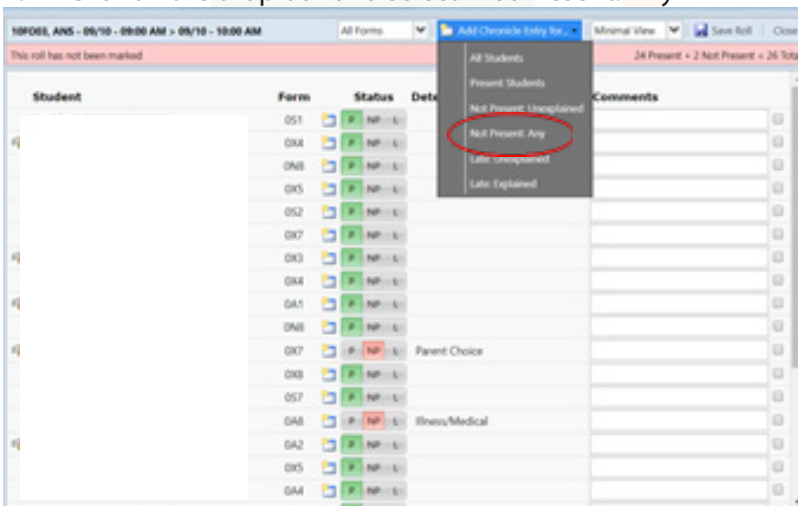 10FOE03, ANS - 09/10 - 09:00 AM > 09/10 - 10:00 AM All Forms Add Chronicle Entry for... Minimal View Save Roll Close
This roll has not been marked 24 Present + 2 Not Present = 26 Tota
All Students
Present Students
Not Present: Unexplained
Not Present: Any
Late: Unexplained
Late: Explained
Student Form Status Dete Comments
0S1 P NP L
0X4 P NP L
0N8 P NP L
0X5 P NP L
0S2 P NP L
0X7 P NP L
0X3 P NP L
0X4 P NP L
0A1 P NP L
0N8 P NP L
0X7 P NP L Parent Choice
0X8 P NP L
0S7 P NP L
0A8 P NP L Illness/Medical
0A2 P NP L
0X5 P NP L
0A4 P NP L